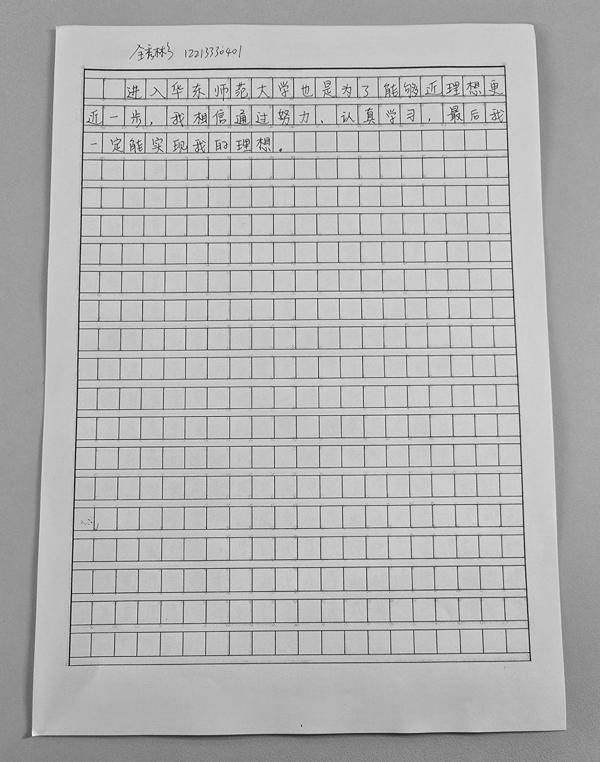 全彬 12213330401
进入华东师范大学也是为了能够近理想更
近一步，我相信通过努力、认真学习，最后我
一定能实现我的理想。